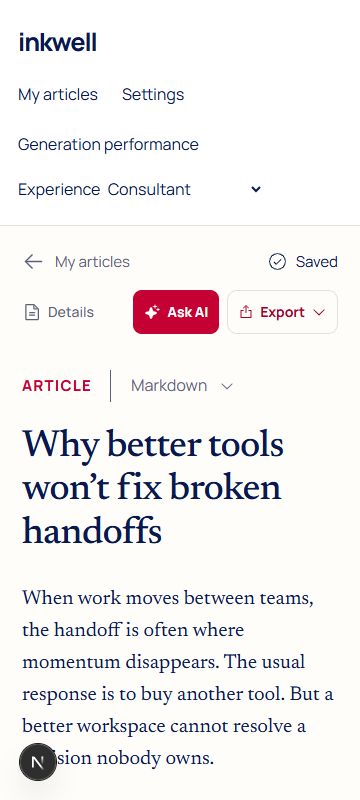 inkwell
My articles Settings
Generation performance
Experience Consultant
My articles Saved
Details Ask AI Export
ARTICLE Markdown
Why better tools
won’t fix broken
handoffs
When work moves between teams,
the handoff is often where
momentum disappears. The usual
response is to buy another tool. But a
better workspace cannot resolve a
N sion nobody owns.